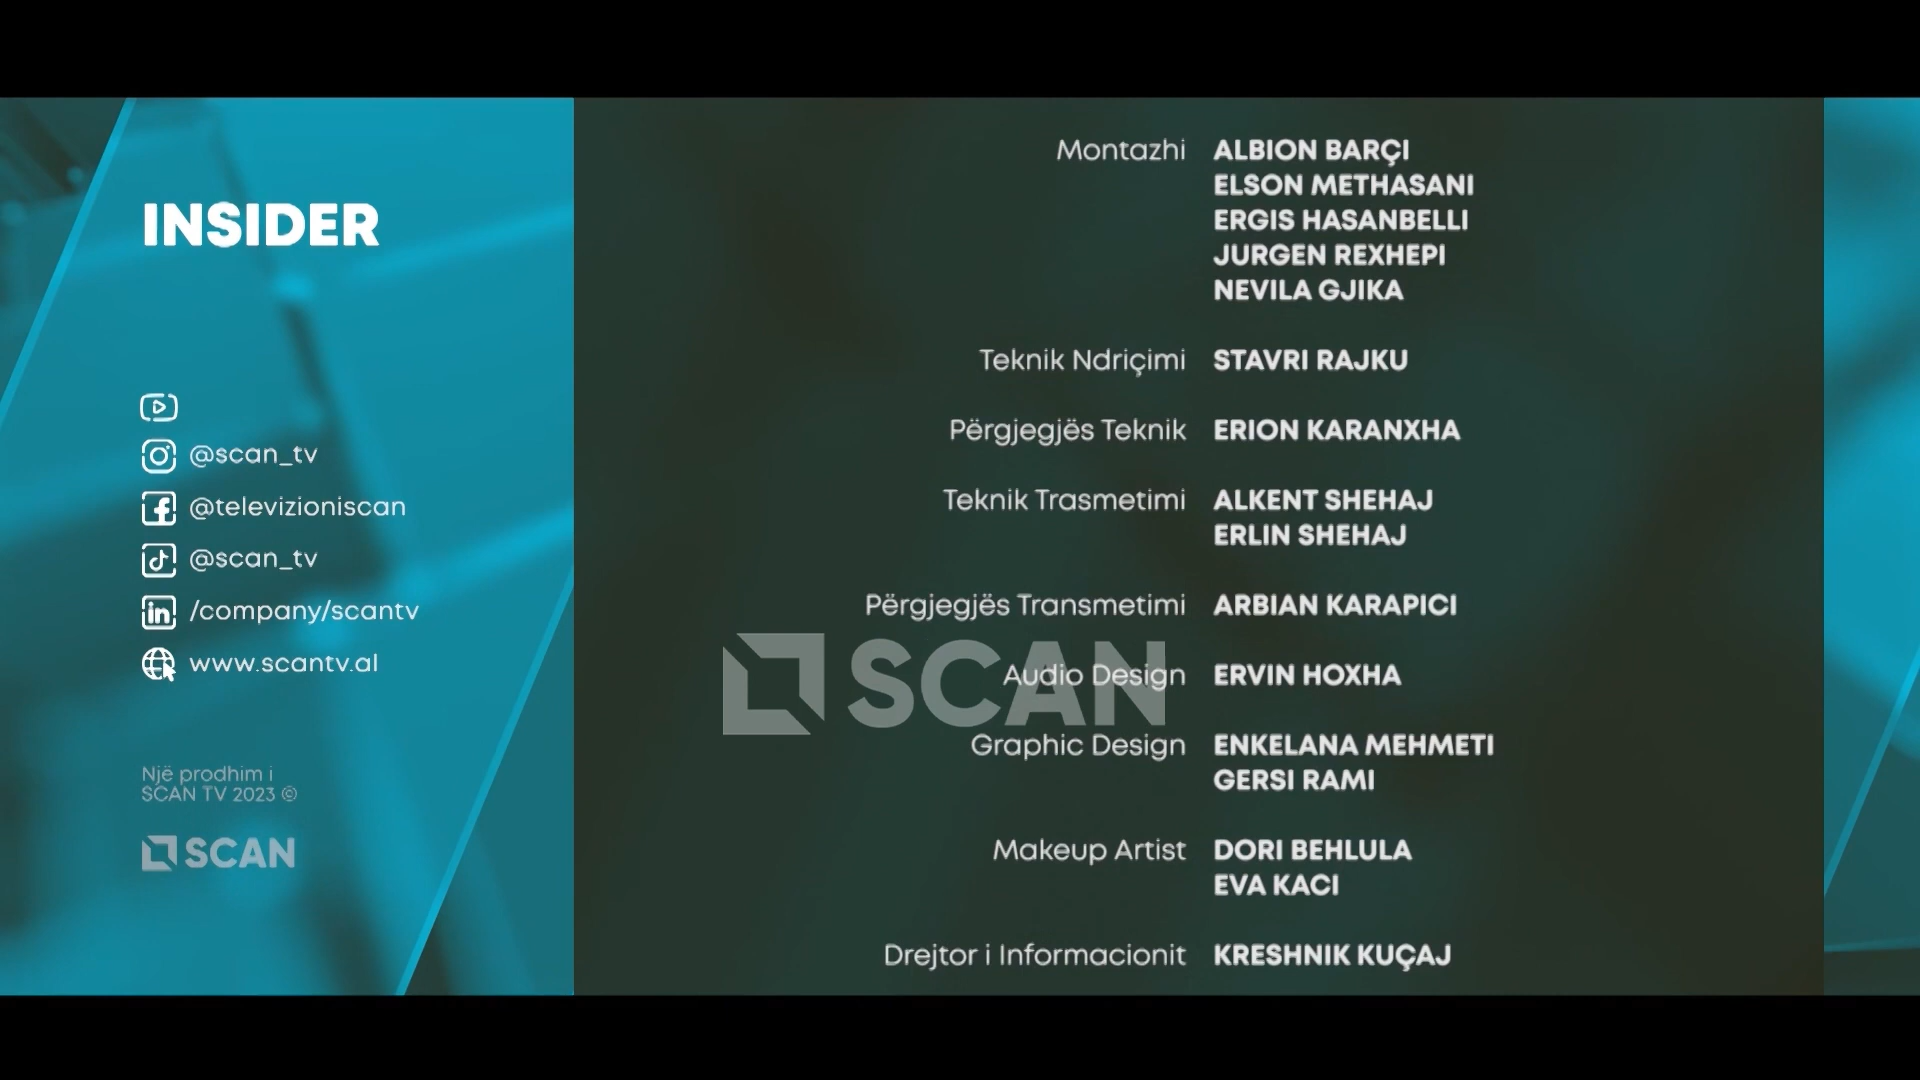 INSIDER
@scan_tv
@televizioniscan
@scan_tv
/company/scantv
www.scantv.al
Një prodhim i
SCAN TV 2023 ©
SCAN
Montazhi ALBION BARÇI
ELSON METHASANI
ERGIS HASANBELLI
JURGEN REXHEPI
NEVILA GJIKA
Teknik Ndriçimi STAVRI RAJKU
Përgjegjës Teknik ERION KARANXHA
Teknik Trasmetimi ALKENT SHEHAJ
ERLIN SHEHAJ
Përgjegjës Transmetimi ARBIAN KARAPICI
SCAN
Audio Design ERVIN HOXHA
Graphic Design ENKELANA MEHMETI
GERSI RAMI
Makeup Artist DORI BEHLULA
EVA KACI
Drejtor i Informacionit KRESHNIK KUÇAJ